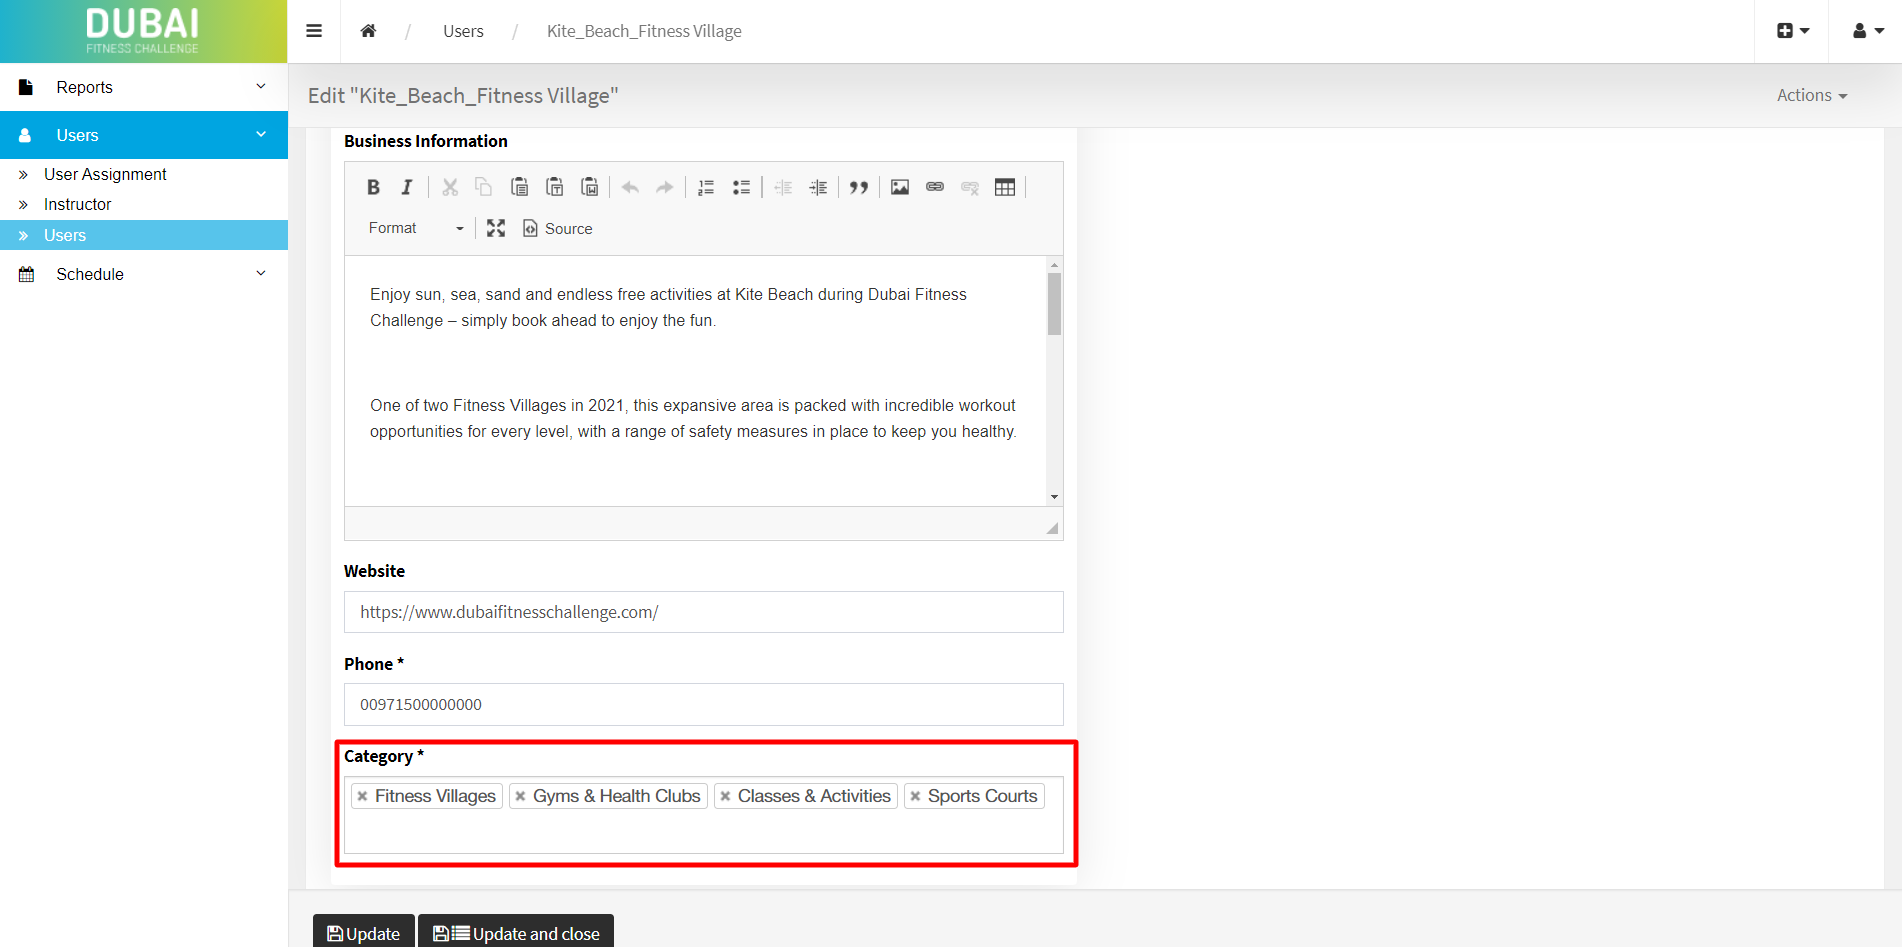 DUBAI
FITNESS CHALLENGE
/ Users / Kite_Beach_Fitness Village
Reports
Users
User Assignment
Instructor
Users
Schedule
Edit "Kite_Beach_Fitness Village"
Actions
Business Information
Format
Source
Enjoy sun, sea, sand and endless free activities at Kite Beach during Dubai Fitness
Challenge – simply book ahead to enjoy the fun.
One of two Fitness Villages in 2021, this expansive area is packed with incredible workout
opportunities for every level, with a range of safety measures in place to keep you healthy.
Website
https://www.dubaifitnesschallenge.com/
Phone *
00971500000000
Category *
× Fitness Villages × Gyms & Health Clubs × Classes & Activities × Sports Courts
Update Update and close